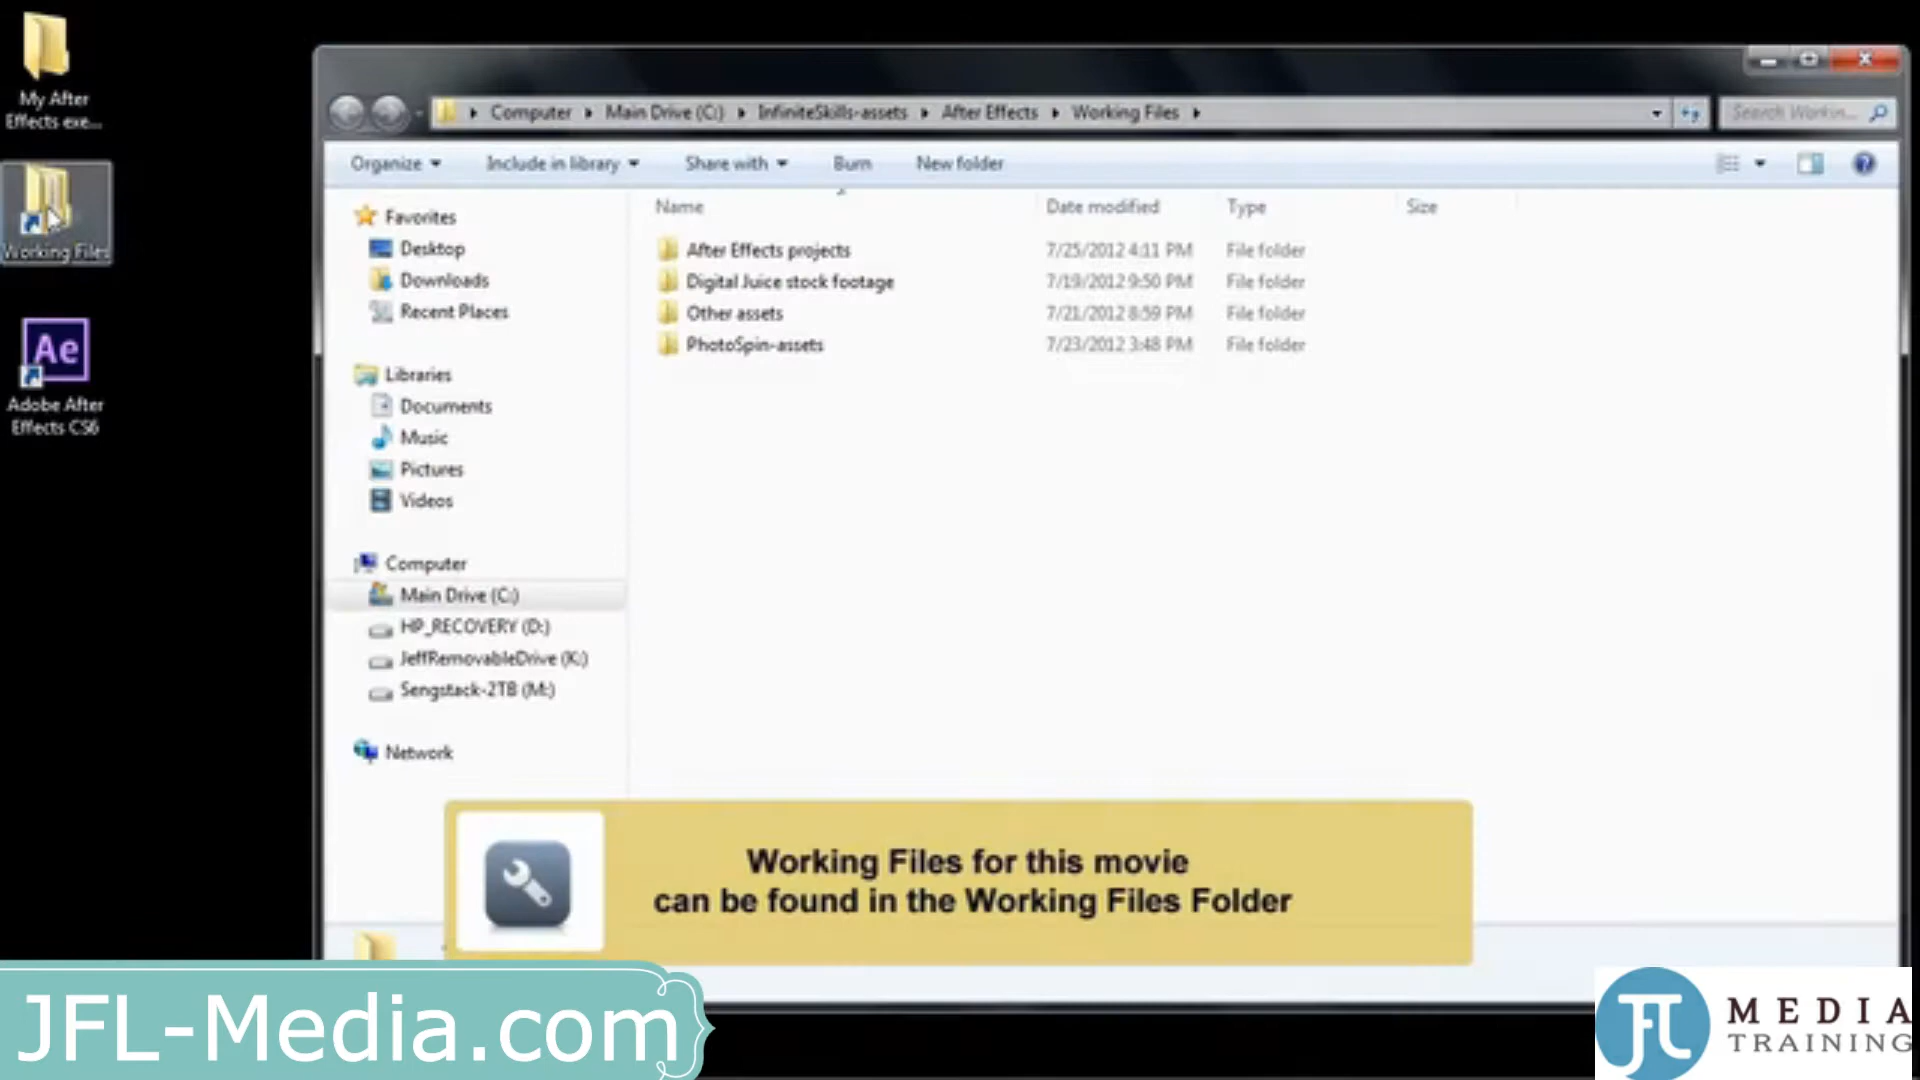 My After
Effects exe...
Working Files
Ae
Adobe After
Effects CS6
Computer
Main Drive (C:)
InfiniteSkills-assets
After Effects
Working Files
Search Workin...
Organize
Include in library
Share with
Burn
New folder
Favorites
Desktop
Downloads
Recent Places
Libraries
Documents
Music
Pictures
Videos
Computer
Main Drive (C:)
HP_RECOVERY (D:)
JeffRemovableDrive (K:)
Sengstack-2TB (M:)
Network
Name Date modified Type Size
After Effects projects 7/25/2012 4:11 PM File folder
Digital Juice stock footage 7/19/2012 9:50 PM File folder
Other assets 7/21/2012 8:59 PM File folder
PhotoSpin-assets 7/23/2012 3:48 PM File folder
Working Files for this movie
can be found in the Working Files Folder
JFL-Media.com
JFL
MEDIA
TRAINING